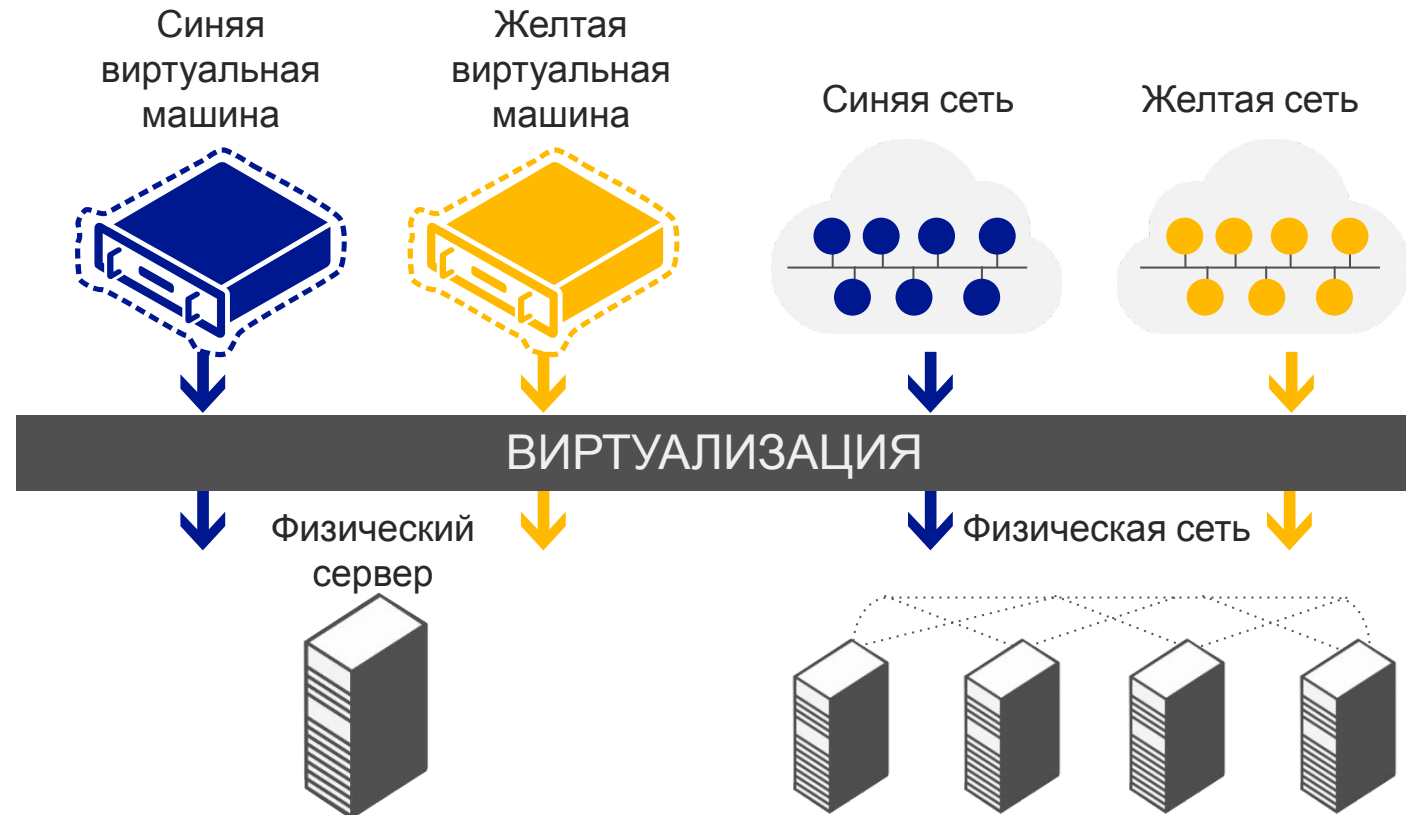 Синяя
виртуальная
машина
Желтая
виртуальная
машина
Синяя сеть
Желтая сеть
ВИРТУАЛИЗАЦИЯ
Физический
сервер
Физическая сеть